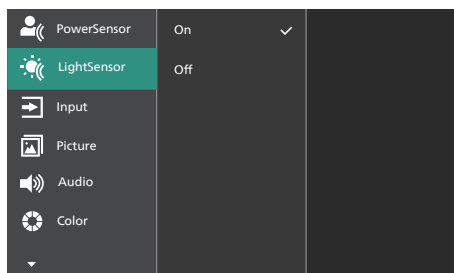 PowerSensor
On
LightSensor
Off
Input
Picture
Audio
Color